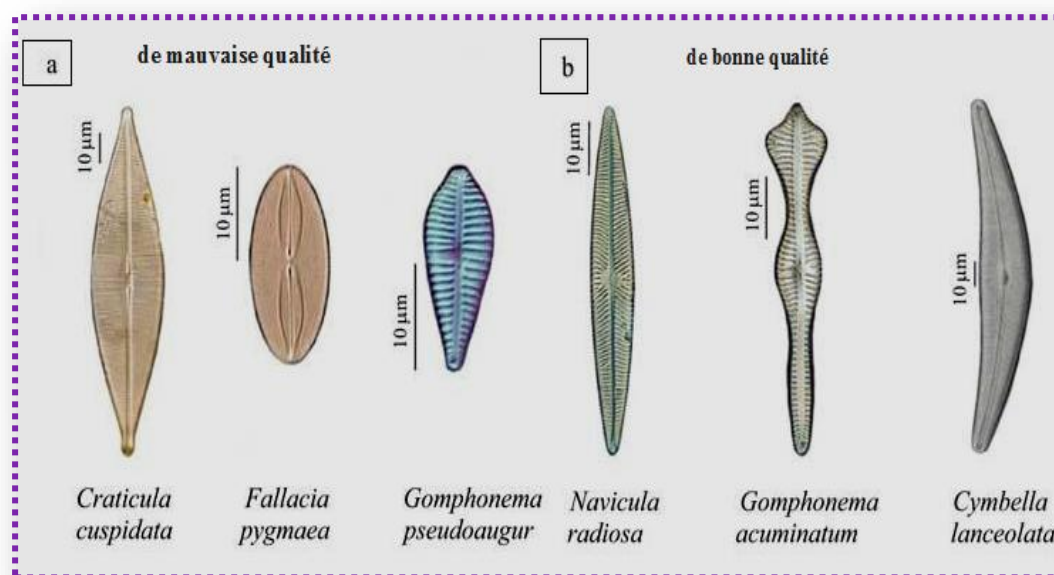 a
de mauvaise qualité
b
de bonne qualité
10 µm
10 µm
10 µm
10 µm
10 µm
10 µm
Craticula
cuspidata
Fallacia
pygmaea
Gomphonema
pseudoaugur
Navicula
radiosa
Gomphonema
acuminatum
Cymbella
lanceolata